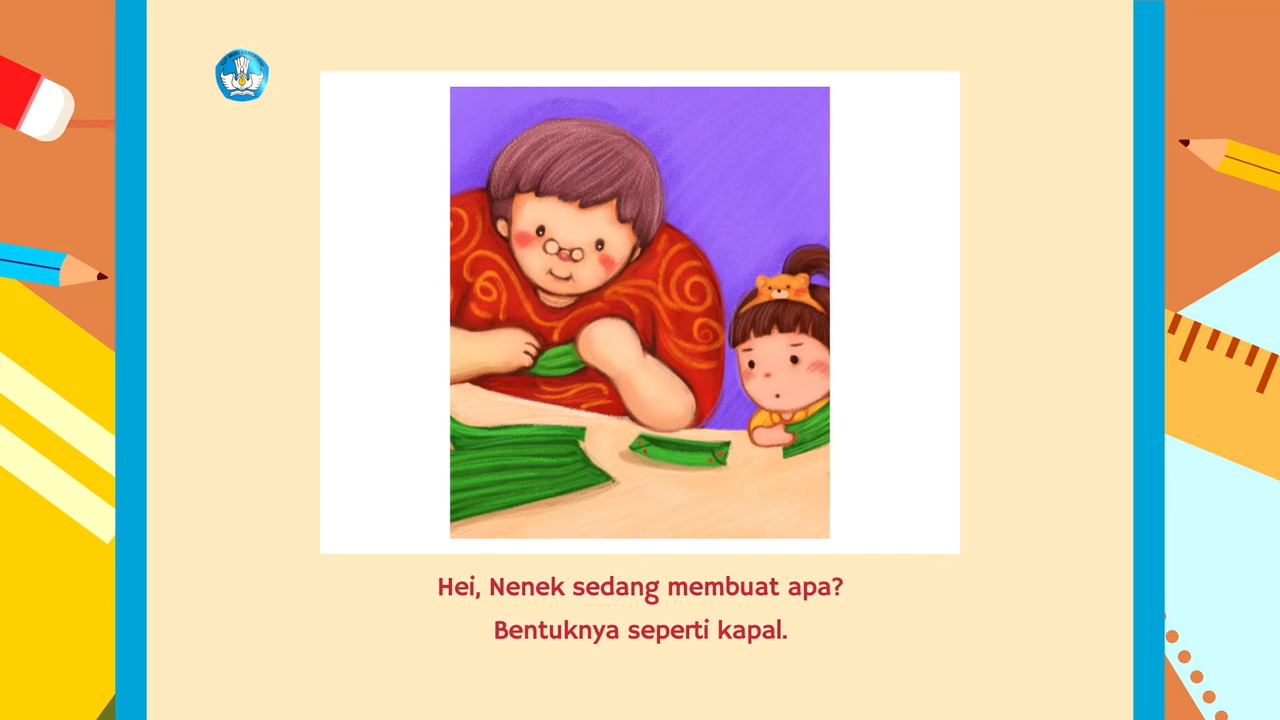 Hei, Nenek sedang membuat apa?
Bentuknya seperti kapal.